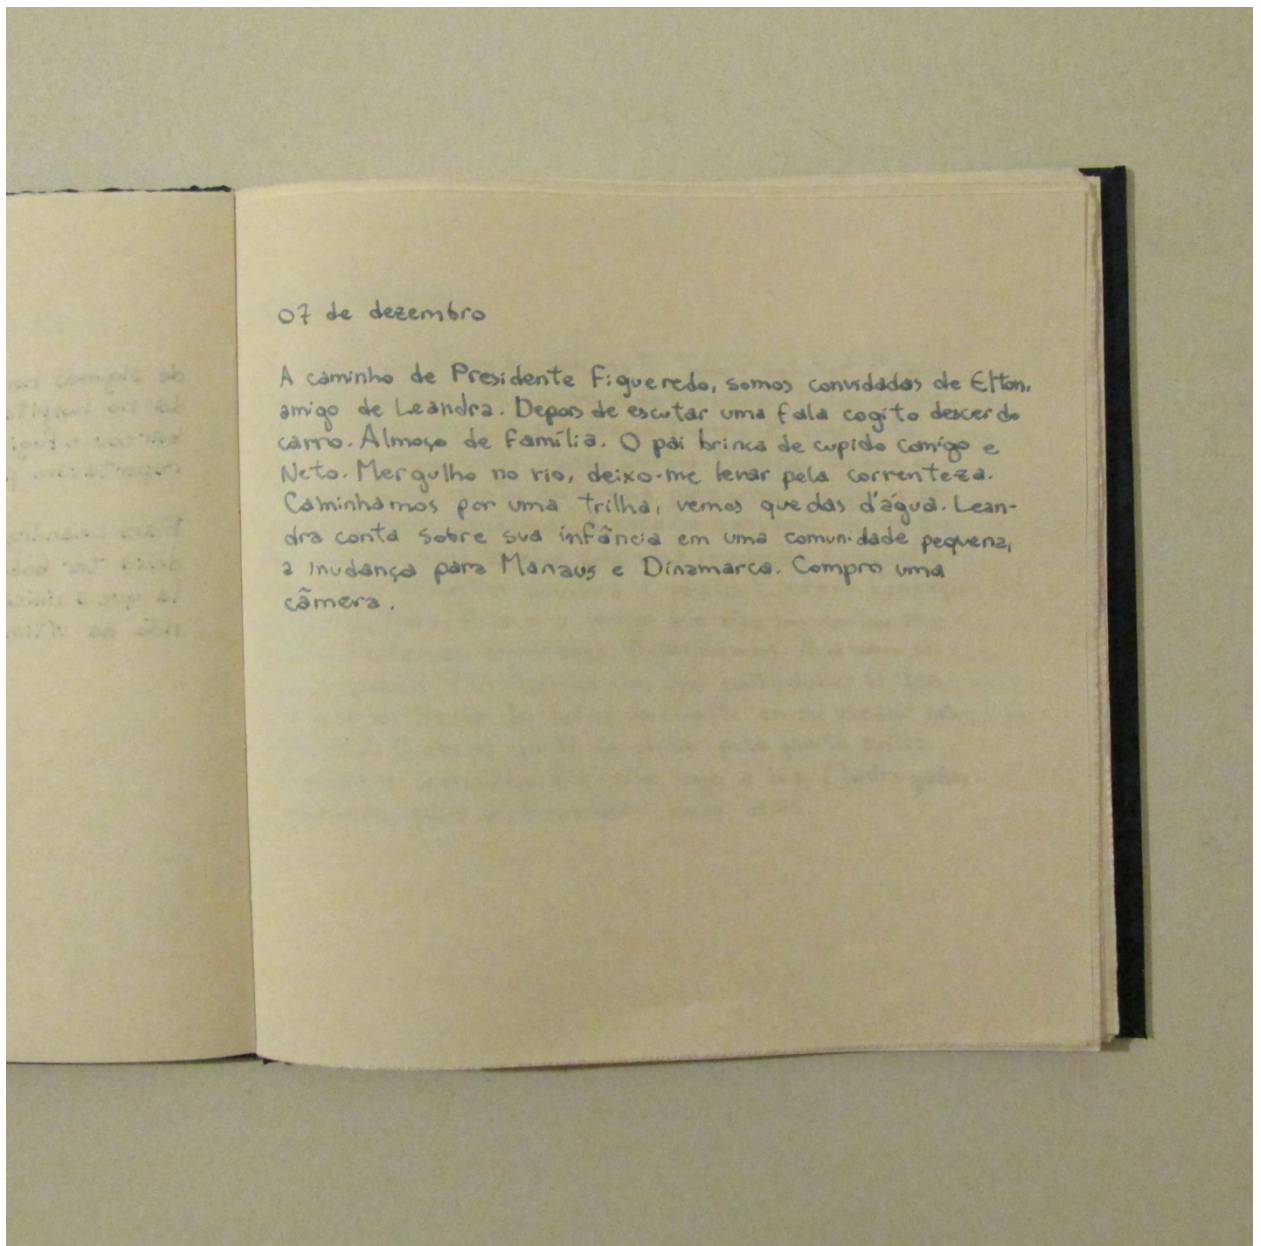 07 de dezembro
A caminho de Presidente Figueredo, somos convidadas de Elton,
amigo de Leandra. Depois de escutar uma fala cogito descer do
carro. Almoço de família. O pai brinca de cupido comigo e
Neto. Mergulho no rio, deixo-me levar pela correnteza.
Caminhamos por uma trilha, vemos quedas d'água. Lean-
dra conta sobre sua infância em uma comunidade pequena,
a mudança para Manaus e Dinamarca. Compro uma
câmera.